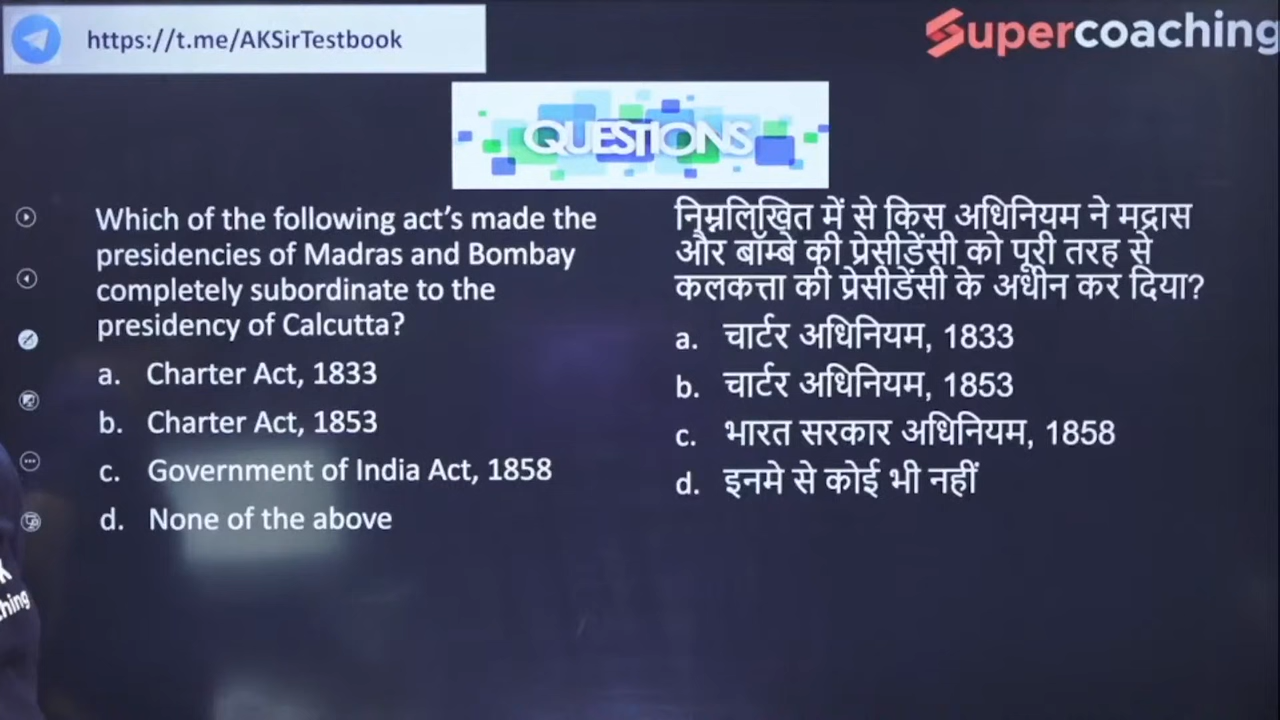 https://t.me/AKSirTestbook
Supercoaching
QUESTIONS
Which of the following act's made the
presidencies of Madras and Bombay
completely subordinate to the
presidency of Calcutta?
a. Charter Act, 1833
b. Charter Act, 1853
c. Government of India Act, 1858
d. None of the above
निम्नलिखित में से किस अधिनियम ने मद्रास
और बॉम्बे की प्रेसीडेंसी को पूरी तरह से
कलकत्ता की प्रेसीडेंसी के अधीन कर दिया?
a. चार्टर अधिनियम, 1833
b. चार्टर अधिनियम, 1853
c. भारत सरकार अधिनियम, 1858
d. इनमे से कोई भी नहीं